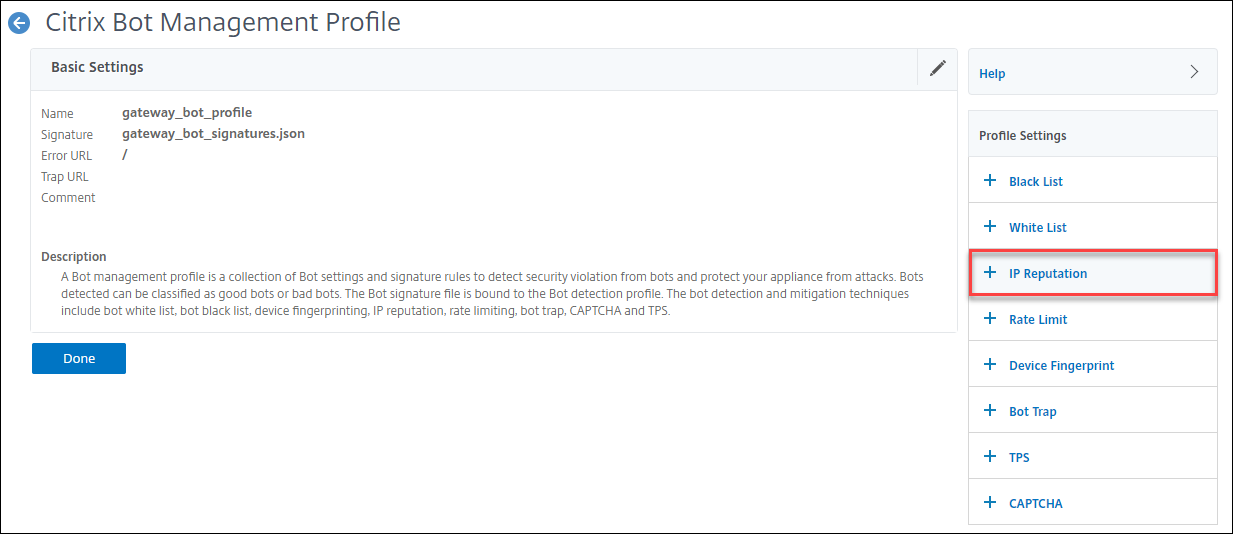 Citrix Bot Management Profile
Basic Settings
Name gateway_bot_profile
Signature gateway_bot_signatures.json
Error URL /
Trap URL
Comment
Description
A Bot management profile is a collection of Bot settings and signature rules to detect security violation from bots and protect your appliance from attacks. Bots
detected can be classified as good bots or bad bots. The Bot signature file is bound to the Bot detection profile. The bot detection and mitigation techniques
include bot white list, bot black list, device fingerprinting, IP reputation, rate limiting, bot trap, CAPTCHA and TPS.
Done
Help
Profile Settings
Black List
White List
IP Reputation
Rate Limit
Device Fingerprint
Bot Trap
TPS
CAPTCHA